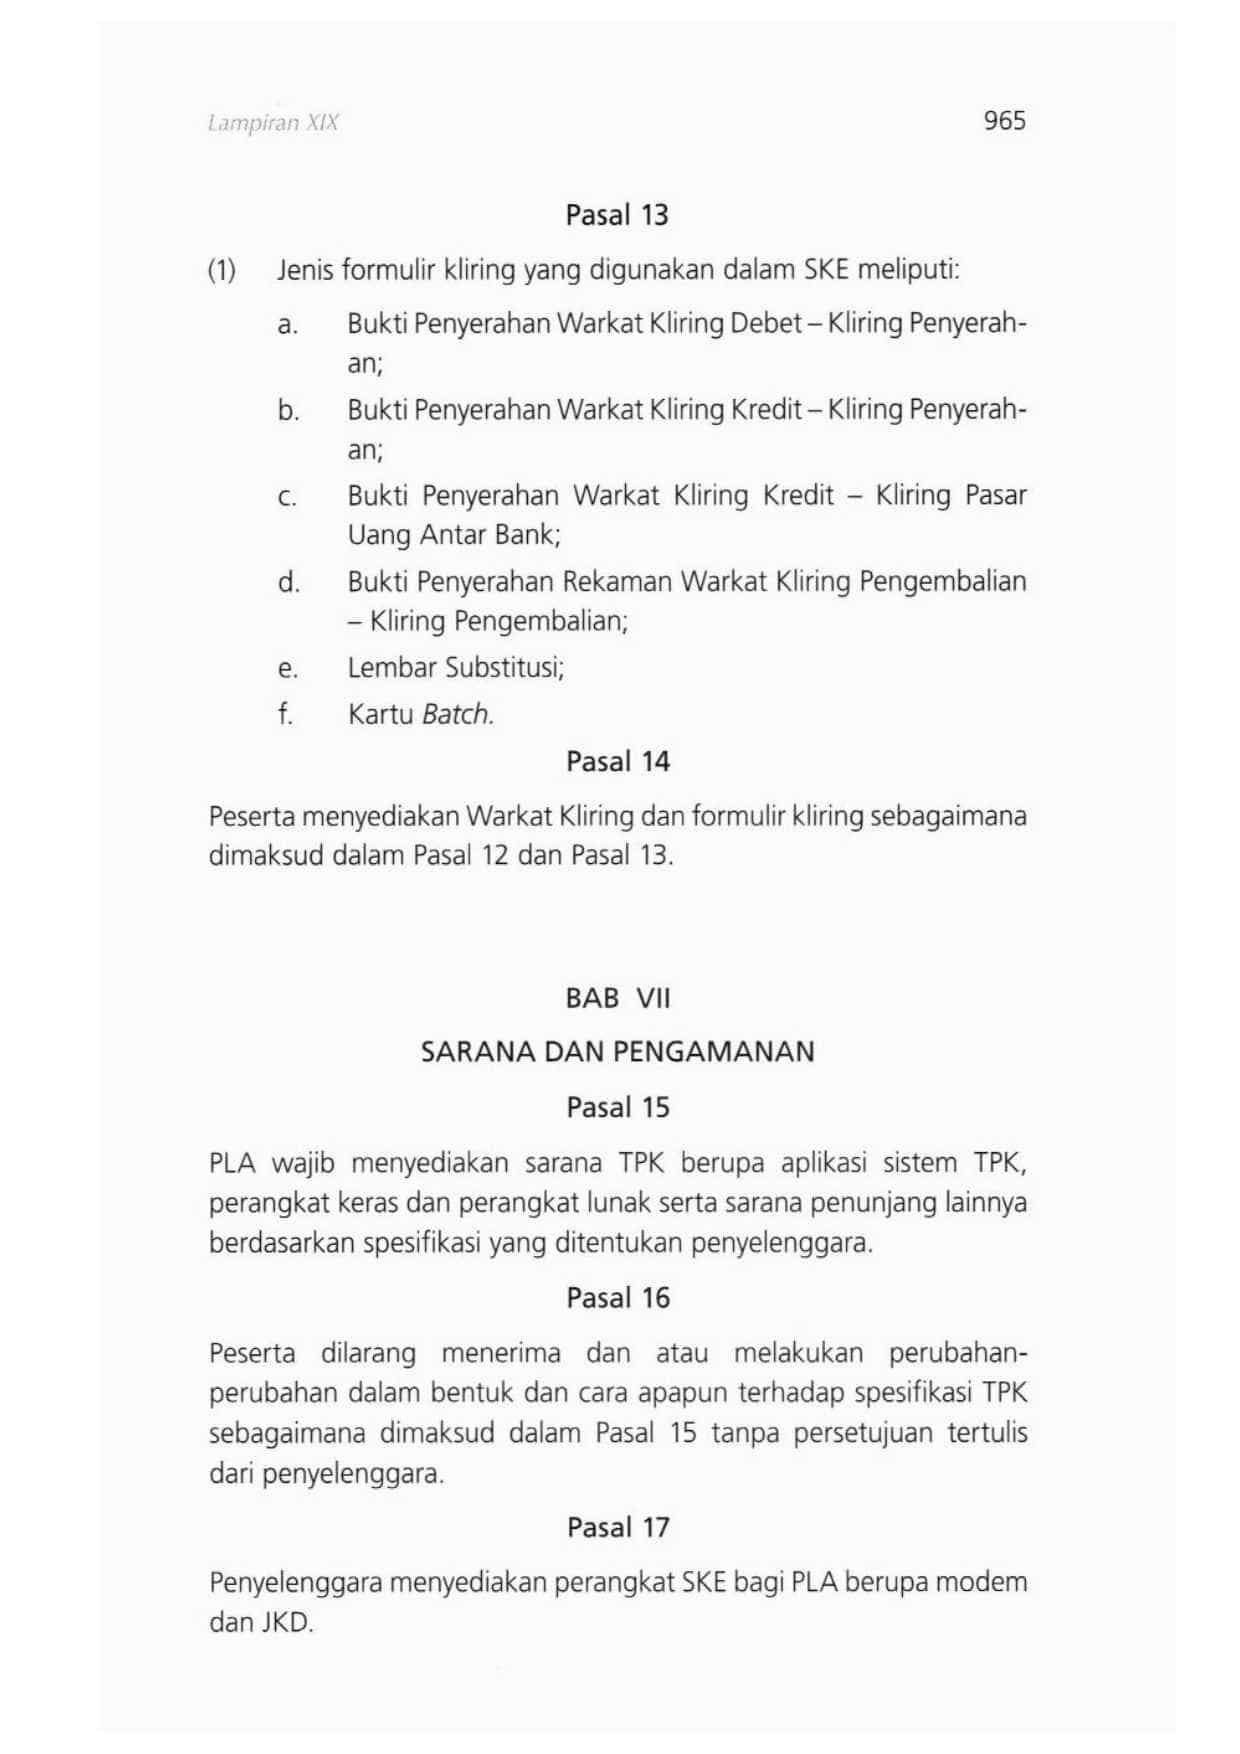 Lampiran XIX 965
Pasal 13
(1) Jenis formulir kliring yang digunakan dalam SKE meliputi:
a. Bukti Penyerahan Warkat Kliring Debet – Kliring Penyerah-
an;
b. Bukti Penyerahan Warkat Kliring Kredit – Kliring Penyerah-
an;
c. Bukti Penyerahan Warkat Kliring Kredit – Kliring Pasar
Uang Antar Bank;
d. Bukti Penyerahan Rekaman Warkat Kliring Pengembalian
– Kliring Pengembalian;
e. Lembar Substitusi;
f. Kartu Batch.
Pasal 14
Peserta menyediakan Warkat Kliring dan formulir kliring sebagaimana
dimaksud dalam Pasal 12 dan Pasal 13.
BAB VII
SARANA DAN PENGAMANAN
Pasal 15
PLA wajib menyediakan sarana TPK berupa aplikasi sistem TPK,
perangkat keras dan perangkat lunak serta sarana penunjang lainnya
berdasarkan spesifikasi yang ditentukan penyelenggara.
Pasal 16
Peserta dilarang menerima dan atau melakukan perubahan-
perubahan dalam bentuk dan cara apapun terhadap spesifikasi TPK
sebagaimana dimaksud dalam Pasal 15 tanpa persetujuan tertulis
dari penyelenggara.
Pasal 17
Penyelenggara menyediakan perangkat SKE bagi PLA berupa modem
dan JKD.